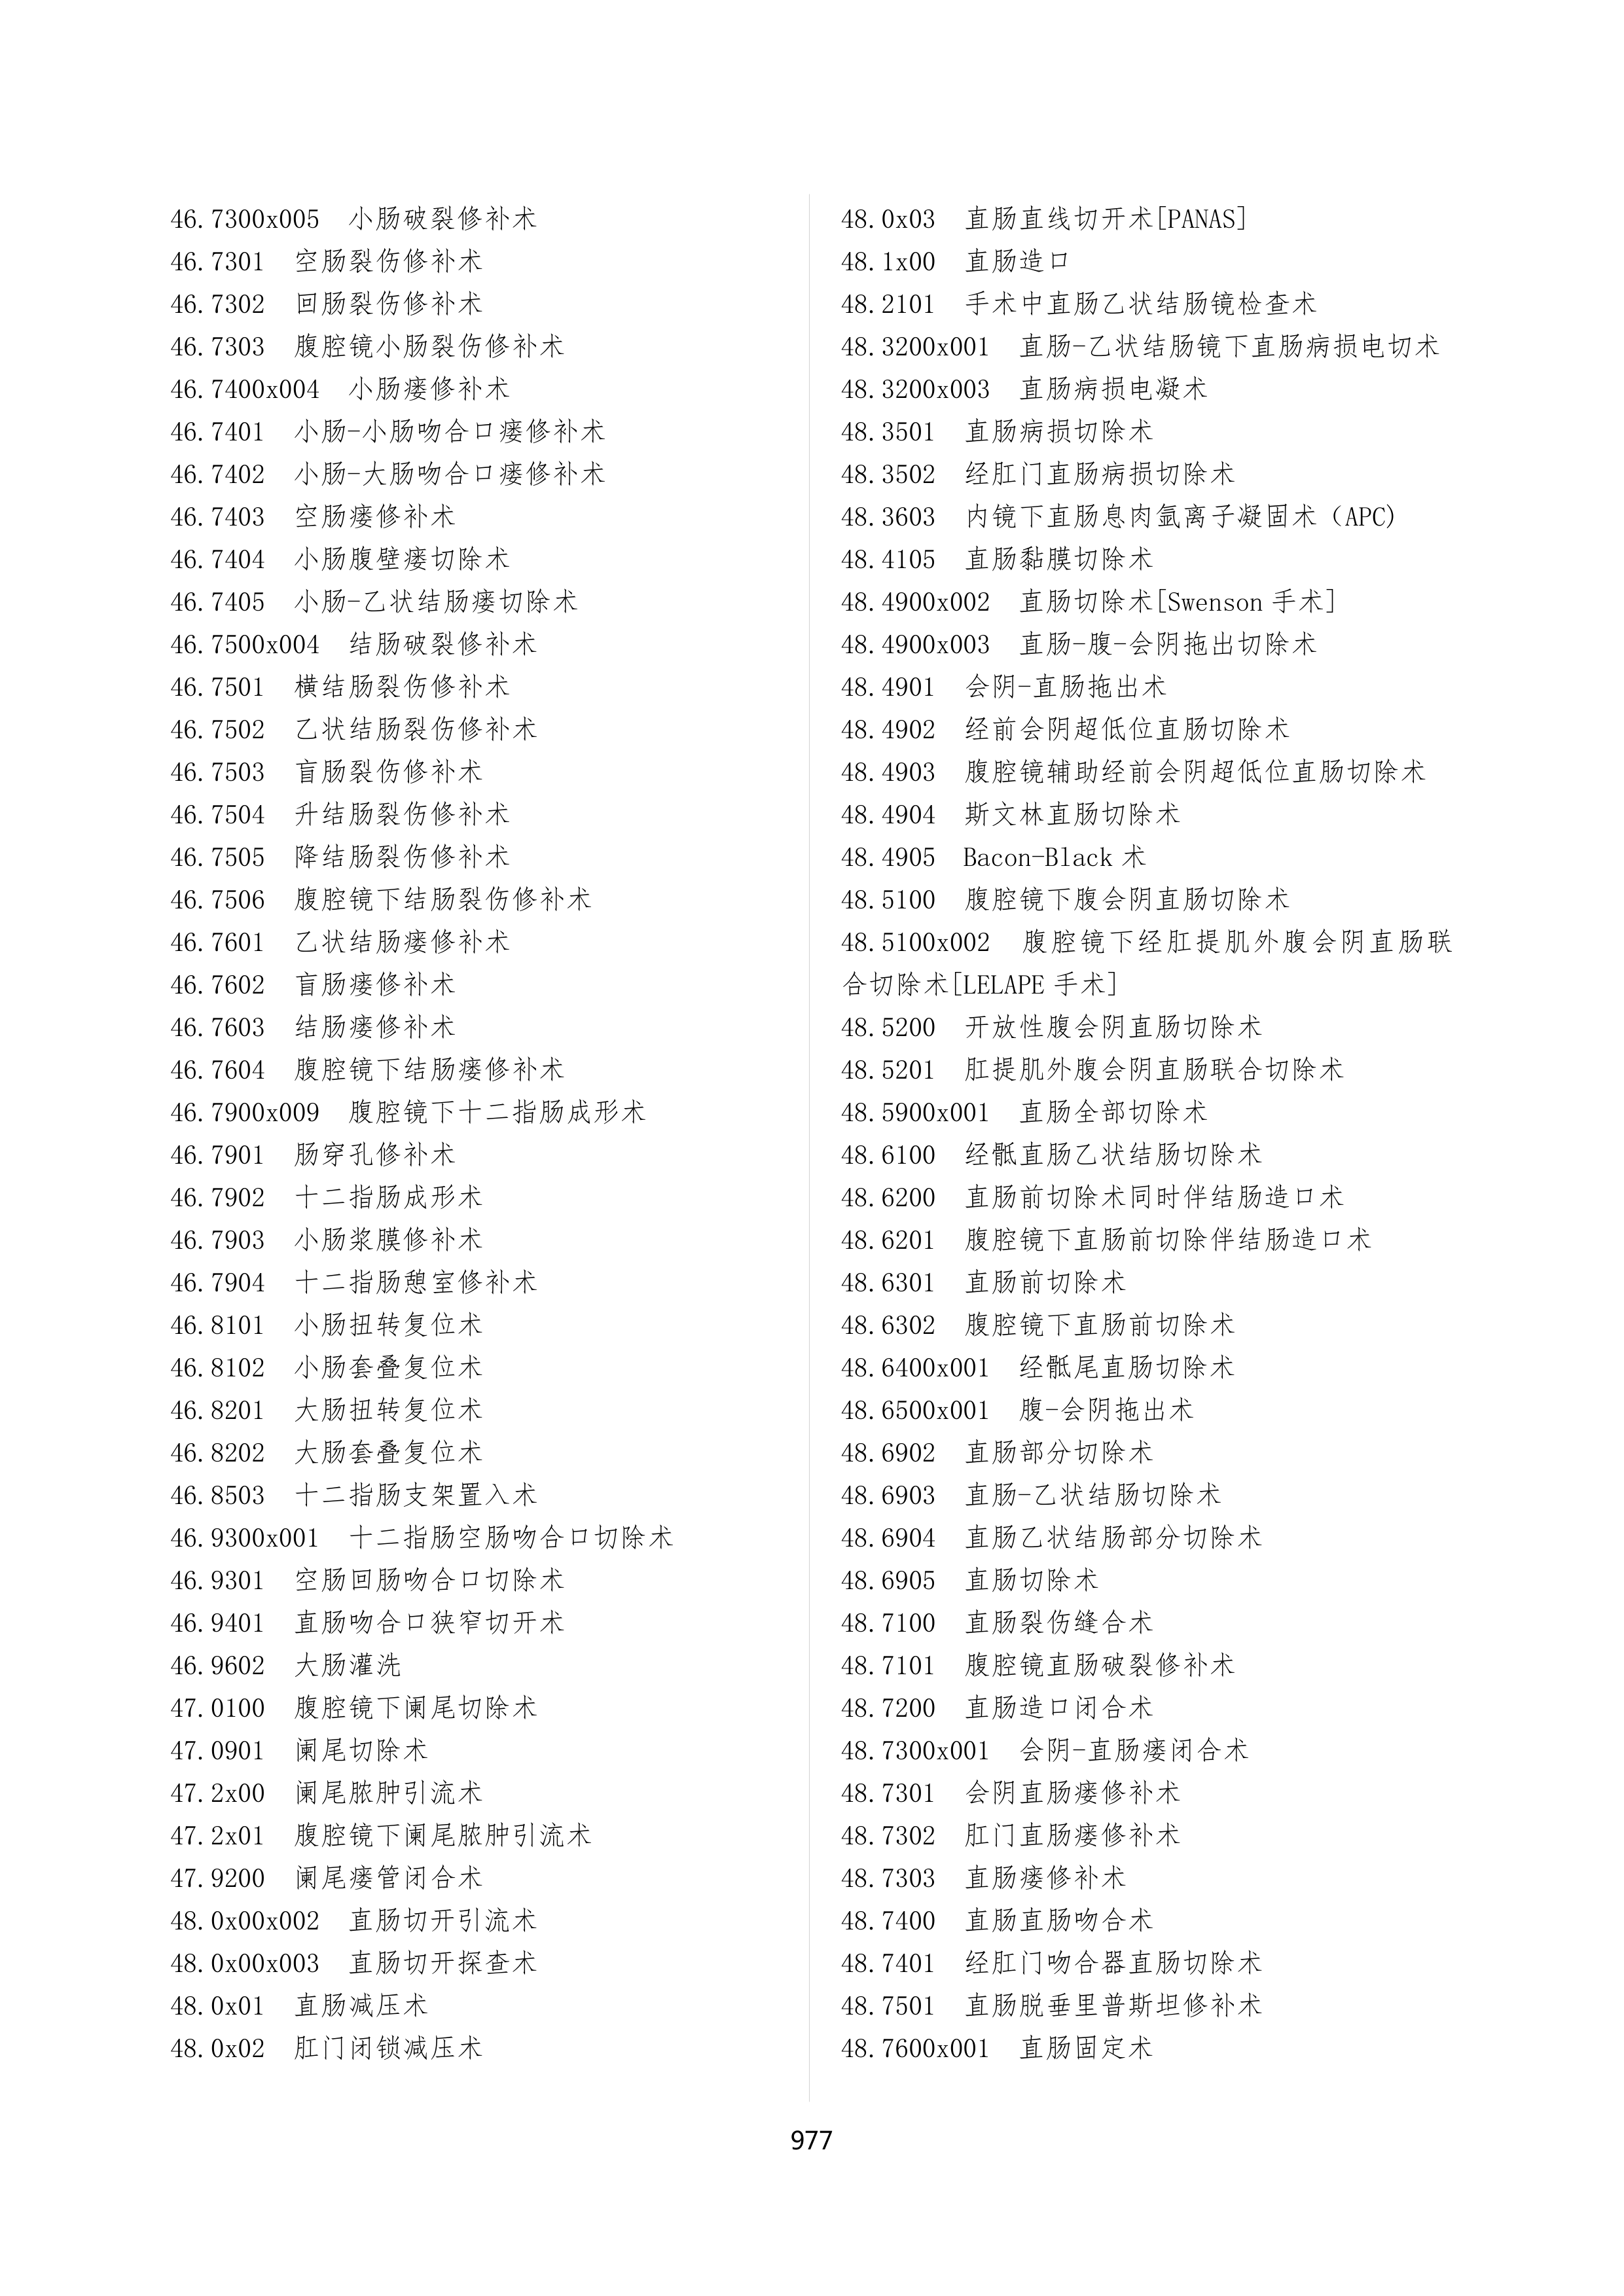 46.7300x005 小肠破裂修补术
46.7301 空肠裂伤修补术
46.7302 回肠裂伤修补术
46.7303 腹腔镜小肠裂伤修补术
46.7400x004 小肠瘘修补术
46.7401 小肠-小肠吻合口瘘修补术
46.7402 小肠-大肠吻合口瘘修补术
46.7403 空肠瘘修补术
46.7404 小肠腹壁瘘切除术
46.7405 小肠-乙状结肠瘘切除术
46.7500x004 结肠破裂修补术
46.7501 横结肠裂伤修补术
46.7502 乙状结肠裂伤修补术
46.7503 盲肠裂伤修补术
46.7504 升结肠裂伤修补术
46.7505 降结肠裂伤修补术
46.7506 腹腔镜下结肠裂伤修补术
46.7601 乙状结肠瘘修补术
46.7602 盲肠瘘修补术
46.7603 结肠瘘修补术
46.7604 腹腔镜下结肠瘘修补术
46.7900x009 腹腔镜下十二指肠成形术
46.7901 肠穿孔修补术
46.7902 十二指肠成形术
46.7903 小肠浆膜修补术
46.7904 十二指肠憩室修补术
46.8101 小肠扭转复位术
46.8102 小肠套叠复位术
46.8201 大肠扭转复位术
46.8202 大肠套叠复位术
46.8503 十二指肠支架置入术
46.9300x001 十二指肠空肠吻合口切除术
46.9301 空肠回肠吻合口切除术
46.9401 直肠吻合口狭窄切开术
46.9602 大肠灌洗
47.0100 腹腔镜下阑尾切除术
47.0901 阑尾切除术
47.2x00 阑尾脓肿引流术
47.2x01 腹腔镜下阑尾脓肿引流术
47.9200 阑尾瘘管闭合术
48.0x00x002 直肠切开引流术
48.0x00x003 直肠切开探查术
48.0x01 直肠减压术
48.0x02 肛门闭锁减压术
48.0x03 直肠直线切开术[PANAS]
48.1x00 直肠造口
48.2101 手术中直肠乙状结肠镜检查术
48.3200x001 直肠-乙状结肠镜下直肠病损电切术
48.3200x003 直肠病损电凝术
48.3501 直肠病损切除术
48.3502 经肛门直肠病损切除术
48.3603 内镜下直肠息肉氩离子凝固术（APC)
48.4105 直肠黏膜切除术
48.4900x002 直肠切除术[Swenson 手术]
48.4900x003 直肠-腹-会阴拖出切除术
48.4901 会阴-直肠拖出术
48.4902 经前会阴超低位直肠切除术
48.4903 腹腔镜辅助经前会阴超低位直肠切除术
48.4904 斯文林直肠切除术
48.4905 Bacon-Black 术
48.5100 腹腔镜下腹会阴直肠切除术
48.5100x002 腹腔镜下经肛提肌外腹会阴直肠联
合切除术[LELAPE 手术]
48.5200 开放性腹会阴直肠切除术
48.5201 肛提肌外腹会阴直肠联合切除术
48.5900x001 直肠全部切除术
48.6100 经骶直肠乙状结肠切除术
48.6200 直肠前切除术同时伴结肠造口术
48.6201 腹腔镜下直肠前切除伴结肠造口术
48.6301 直肠前切除术
48.6302 腹腔镜下直肠前切除术
48.6400x001 经骶尾直肠切除术
48.6500x001 腹-会阴拖出术
48.6902 直肠部分切除术
48.6903 直肠-乙状结肠切除术
48.6904 直肠乙状结肠部分切除术
48.6905 直肠切除术
48.7100 直肠裂伤缝合术
48.7101 腹腔镜直肠破裂修补术
48.7200 直肠造口闭合术
48.7300x001 会阴-直肠瘘闭合术
48.7301 会阴直肠瘘修补术
48.7302 肛门直肠瘘修补术
48.7303 直肠瘘修补术
48.7400 直肠直肠吻合术
48.7401 经肛门吻合器直肠切除术
48.7501 直肠脱垂里普斯坦修补术
48.7600x001 直肠固定术
977